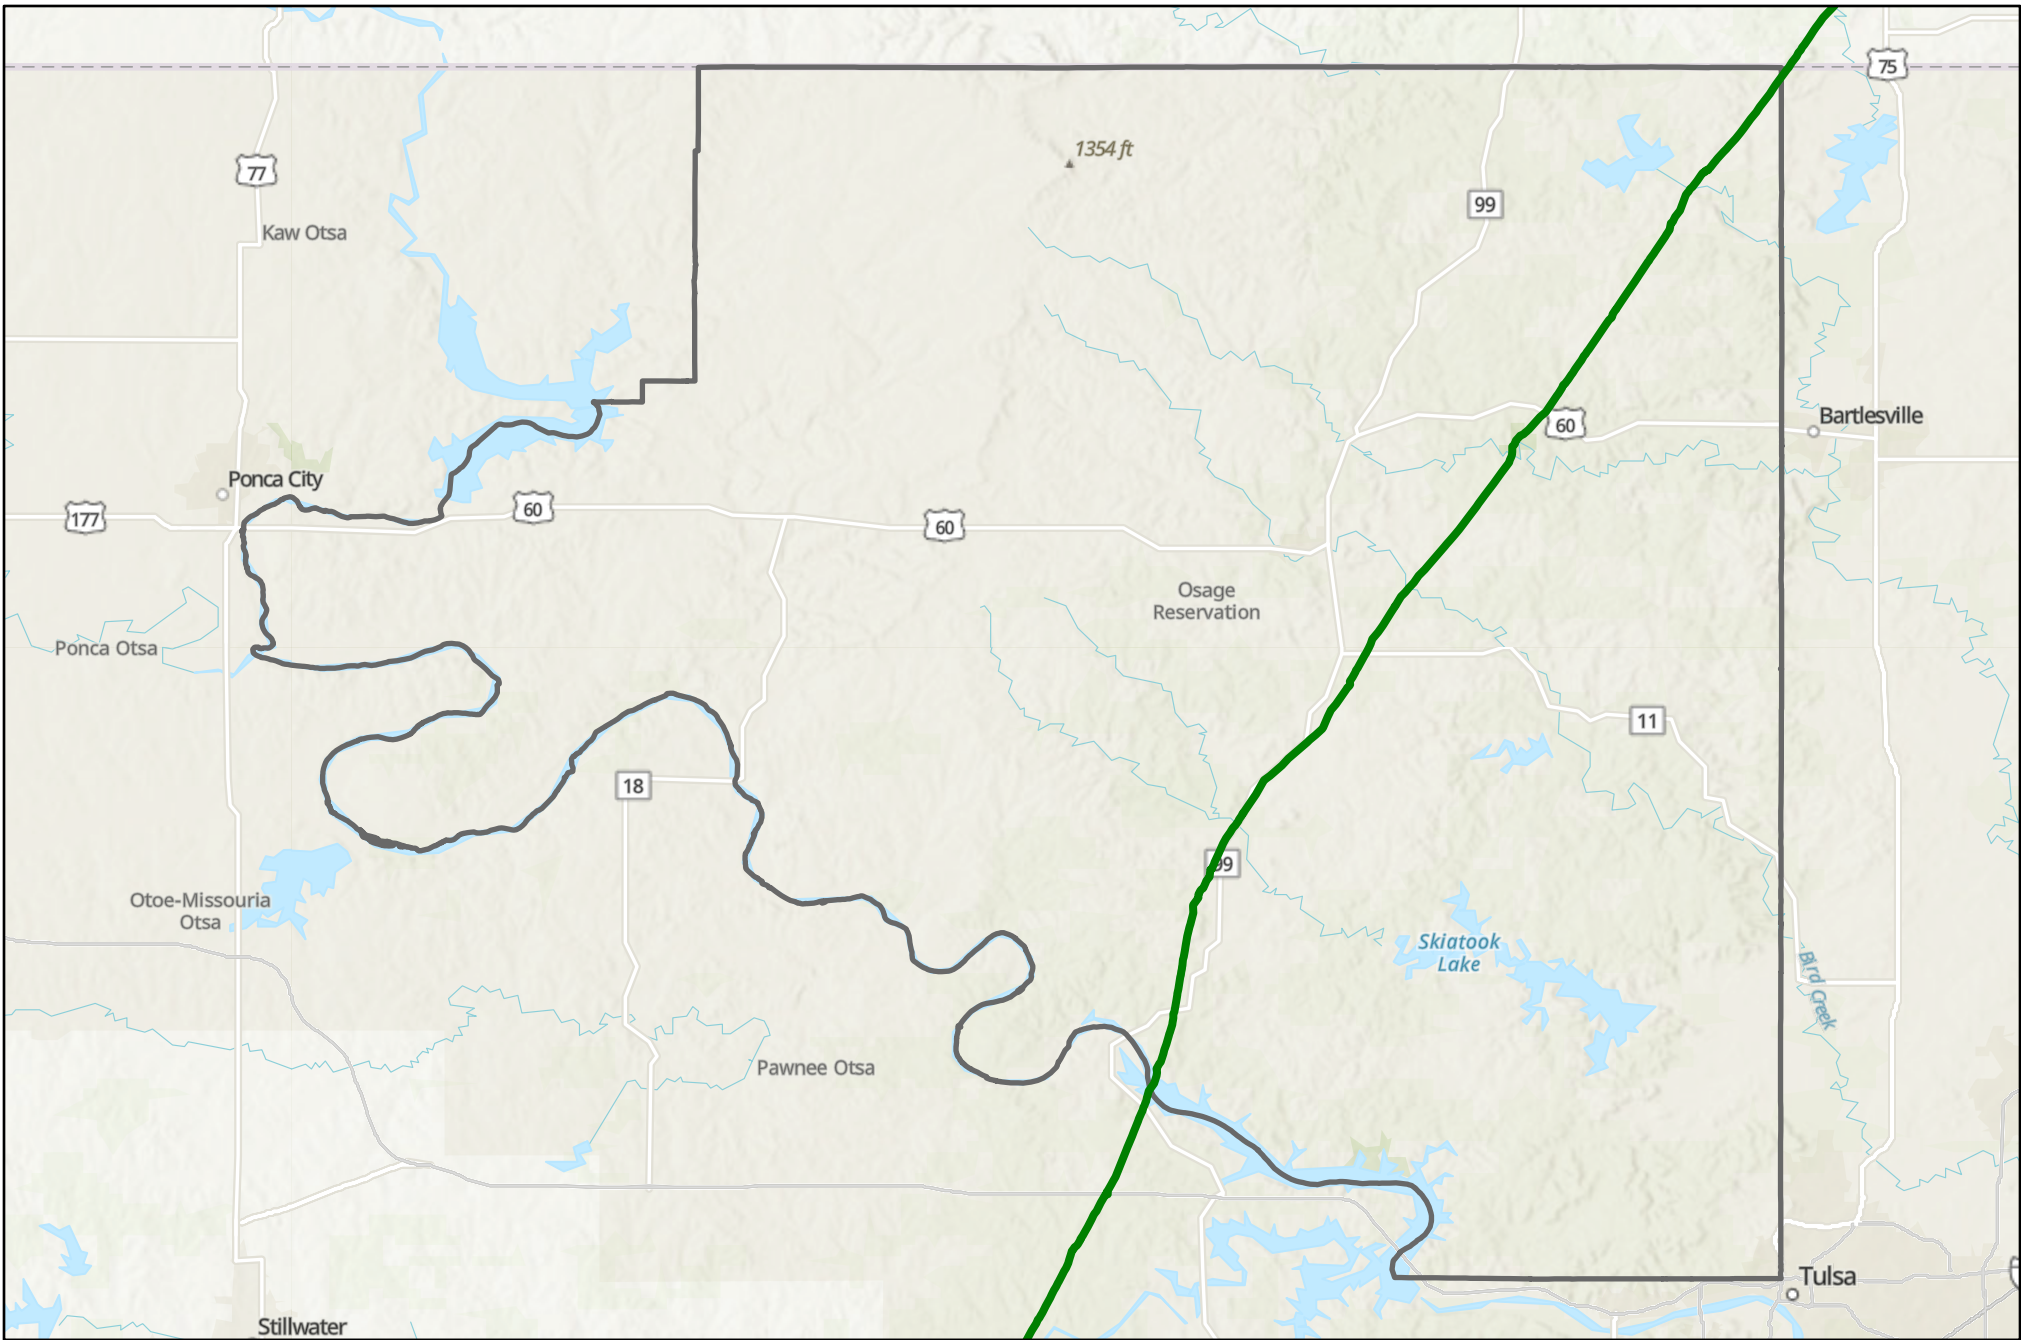 75
1354 ft
77
99
Kaw Otsa
60
Bartlesville
Ponca City
177
60
60
Osage
Reservation
Ponca Otsa
11
18
99
Otoe-Missouria
Otsa
Skiatook
Lake
Bird Creek
Pawnee Otsa
Tulsa
Stillwater